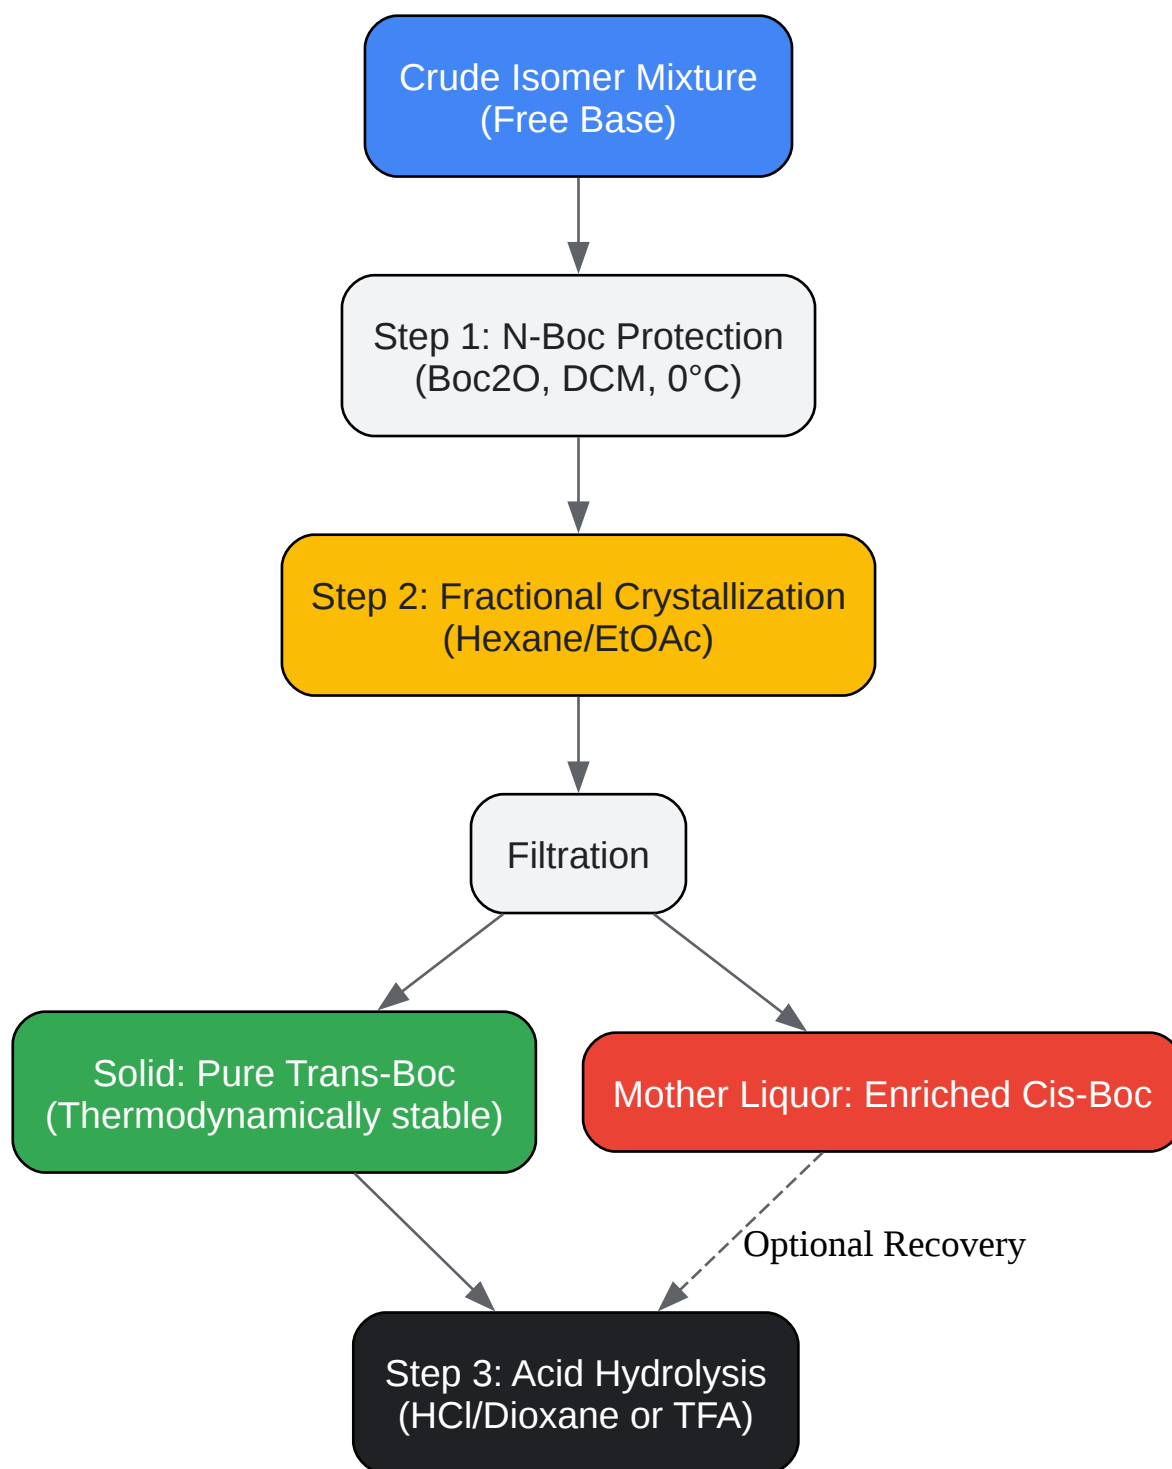 Crude Isomer Mixture
(Free Base)
Step 1: N-Boc Protection
(Boc2O, DCM, 0°C)
Step 2: Fractional Crystallization
(Hexane/EtOAc)
Filtration
Solid: Pure Trans-Boc
(Thermodynamically stable)
Mother Liquor: Enriched Cis-Boc
Optional Recovery
Step 3: Acid Hydrolysis
(HCl/Dioxane or TFA)